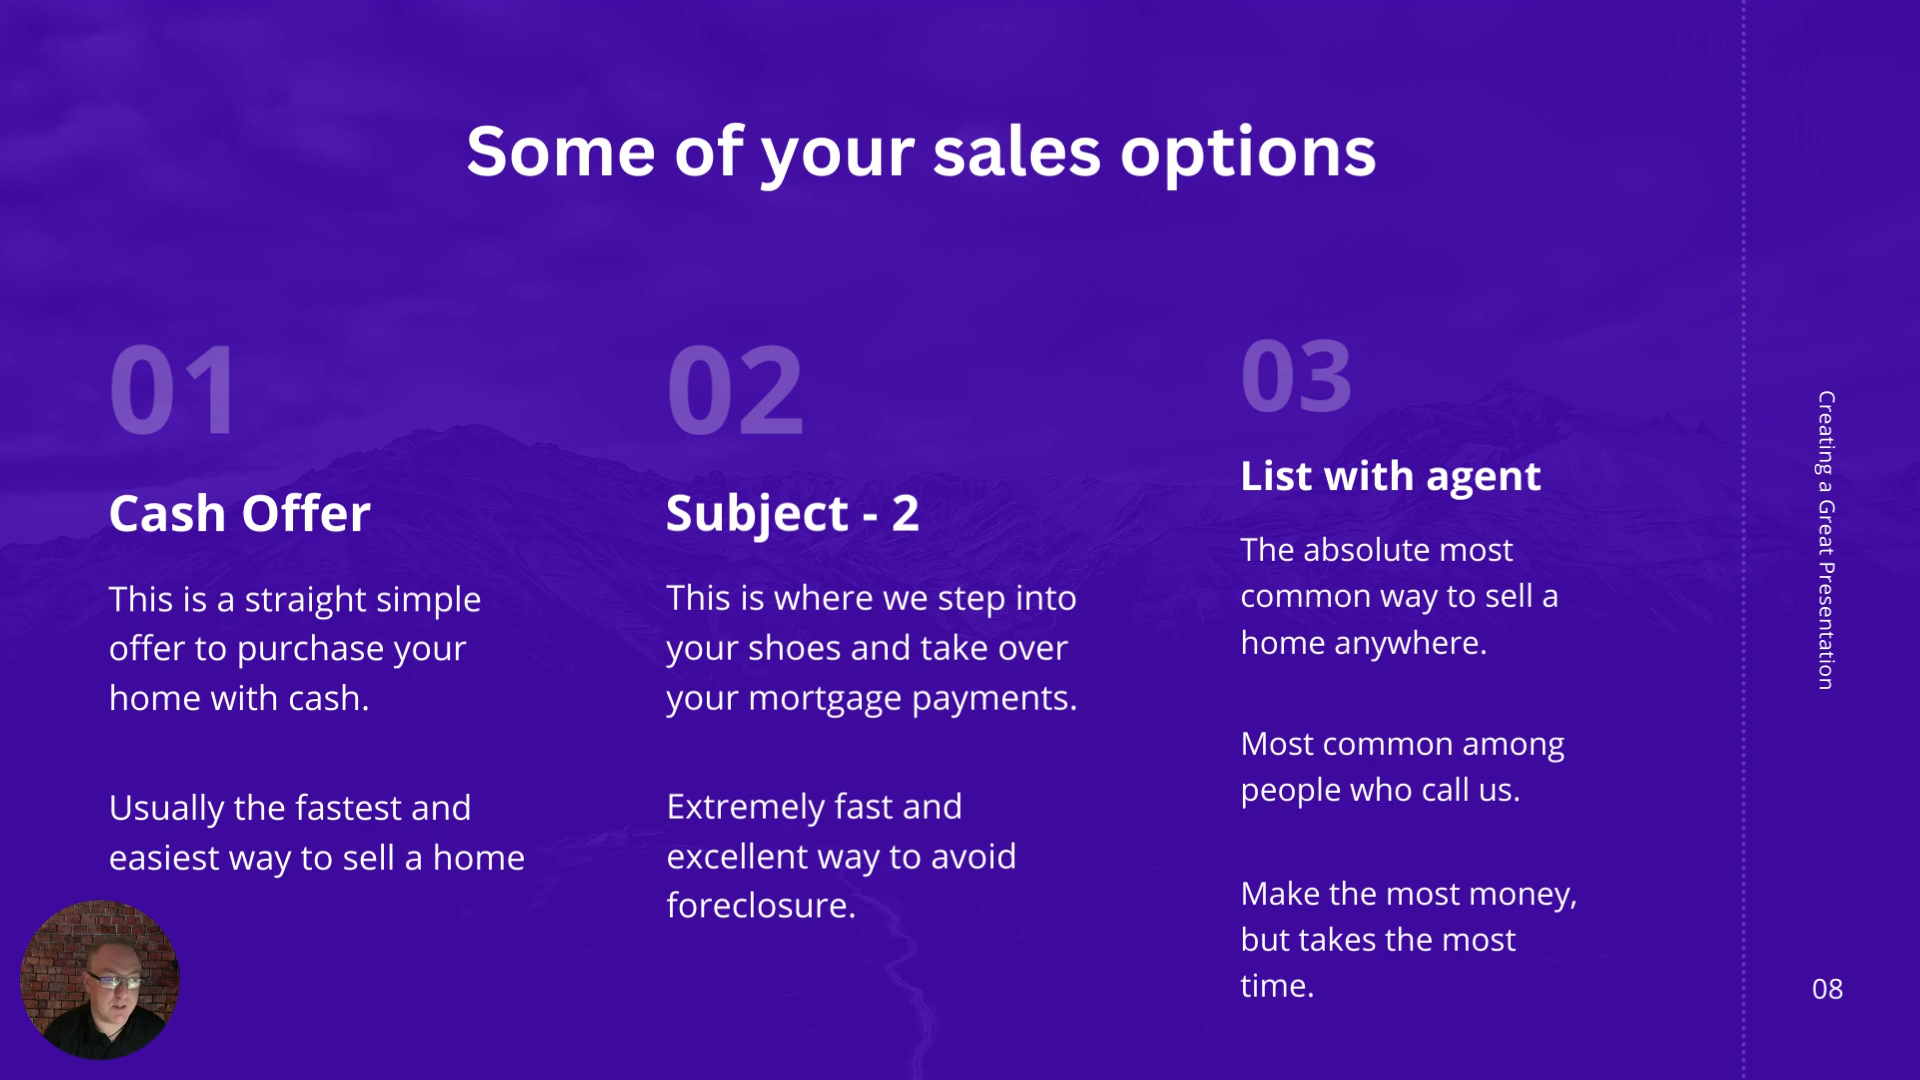 Some of your sales options
01
Cash Offer
This is a straight simple
offer to purchase your
home with cash.
Usually the fastest and
easiest way to sell a home
02
Subject - 2
This is where we step into
your shoes and take over
your mortgage payments.
Extremely fast and
excellent way to avoid
foreclosure.
03
List with agent
The absolute most
common way to sell a
home anywhere.
Most common among
people who call us.
Make the most money,
but takes the most
time.
Creating a Great Presentation
08